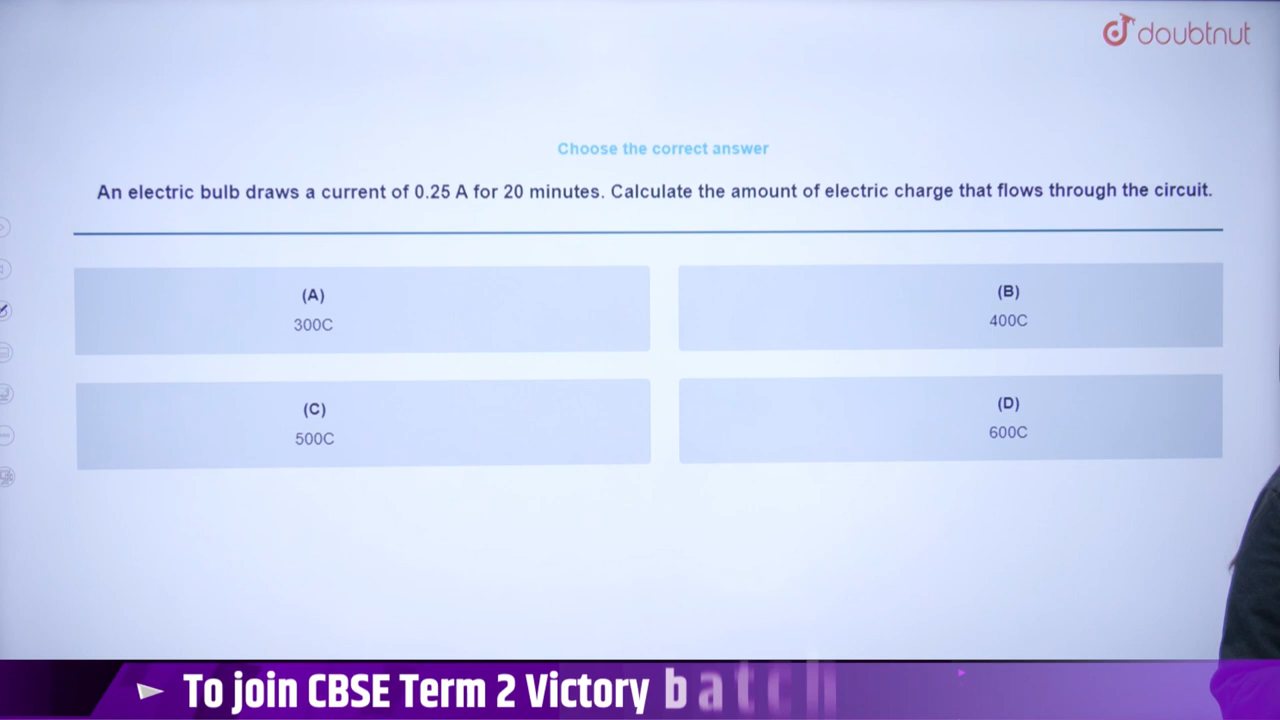 doubtnut
Choose the correct answer
An electric bulb draws a current of 0.25 A for 20 minutes. Calculate the amount of electric charge that flows through the circuit.
(A)
300C
(B)
400C
(C)
500C
(D)
600C
To join CBSE Term 2 Victory batch